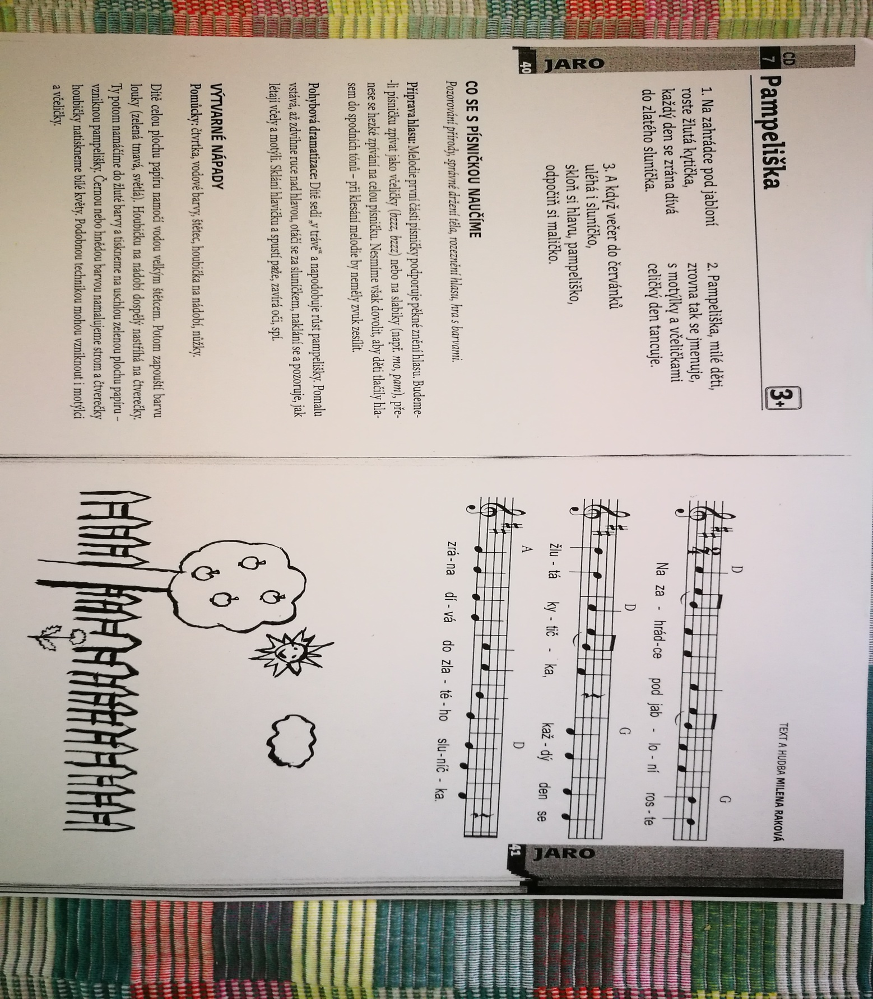 CD
7 Pampeliška 3+
1. Na zahrádce pod jabloní
roste žlutá kytička,
každý den se zrána dívá
do zlatého sluníčka.
2. Pampeliška, milé děti,
zrovna tak se jmenuje,
s motýlky a včeličkami
celičký den tancuje.
3. A když večer do červánků
uléhá i sluníčko,
skloň si hlavu, pampeliško,
odpočiň si maličko.
JARO
40
CO SE S PÍSNIČKOU NAUČÍME
Pozorování přírody, správné držení těla, rozeznění hlasu, hra s barvami.
Příprava hlasu: Melodie první části písničky podporuje pěkné znění hlasu. Budeme-
-li písničku zpívat jako včeličky (bzzz, bzzz) nebo na slabiky (např. mo, pam), pře-
nese se hezké zpívání na celou písničku. Nesmíme však dovolit, aby děti tlačily hla-
sem do spodních tónů – při klesání melodie by neměly zvuk zesílit.
Pohybová dramatizace: Dítě sedí „v trávě“ a napodobuje růst pampelišky. Pomalu
vstává, až zdvihne ruce nad hlavou, otáčí se za sluníčkem, naklání se a pozoruje, jak
létají včely a motýli. Sklání hlavičku a spustí paže, zavírá oči, spí.
VÝTVARNÉ NÁPADY
Pomůcky: čtvrtka, vodové barvy, štětec, houbička na nádobí, nůžky.
Dítě celou plochu papíru namočí vodou velkým štětcem. Potom zapouští barvu
louky (zelená tmavá, světlá). Houbičku na nádobí dospělý nastříhá na čtverečky.
Ty potom namáčíme do žluté barvy a tiskneme na uschlou zelenou plochu papíru –
vzniknou pampelišky. Černou nebo hnědou barvou namalujeme strom a čtverečky
houbičky natiskneme bílé květy. Podobnou technikou mohou vzniknout i motýlci
a včeličky.
TEXT A HUDBA MILENA RAKOVÁ
D G
2
4
Na za - hrád-ce pod jab - lo - ní ros - te
D G
žlu - tá ky - tič - ka, kaž - dý den se
A D
zrá - na dí - vá do zla - té - ho slu-níč - ka.
JARO
41